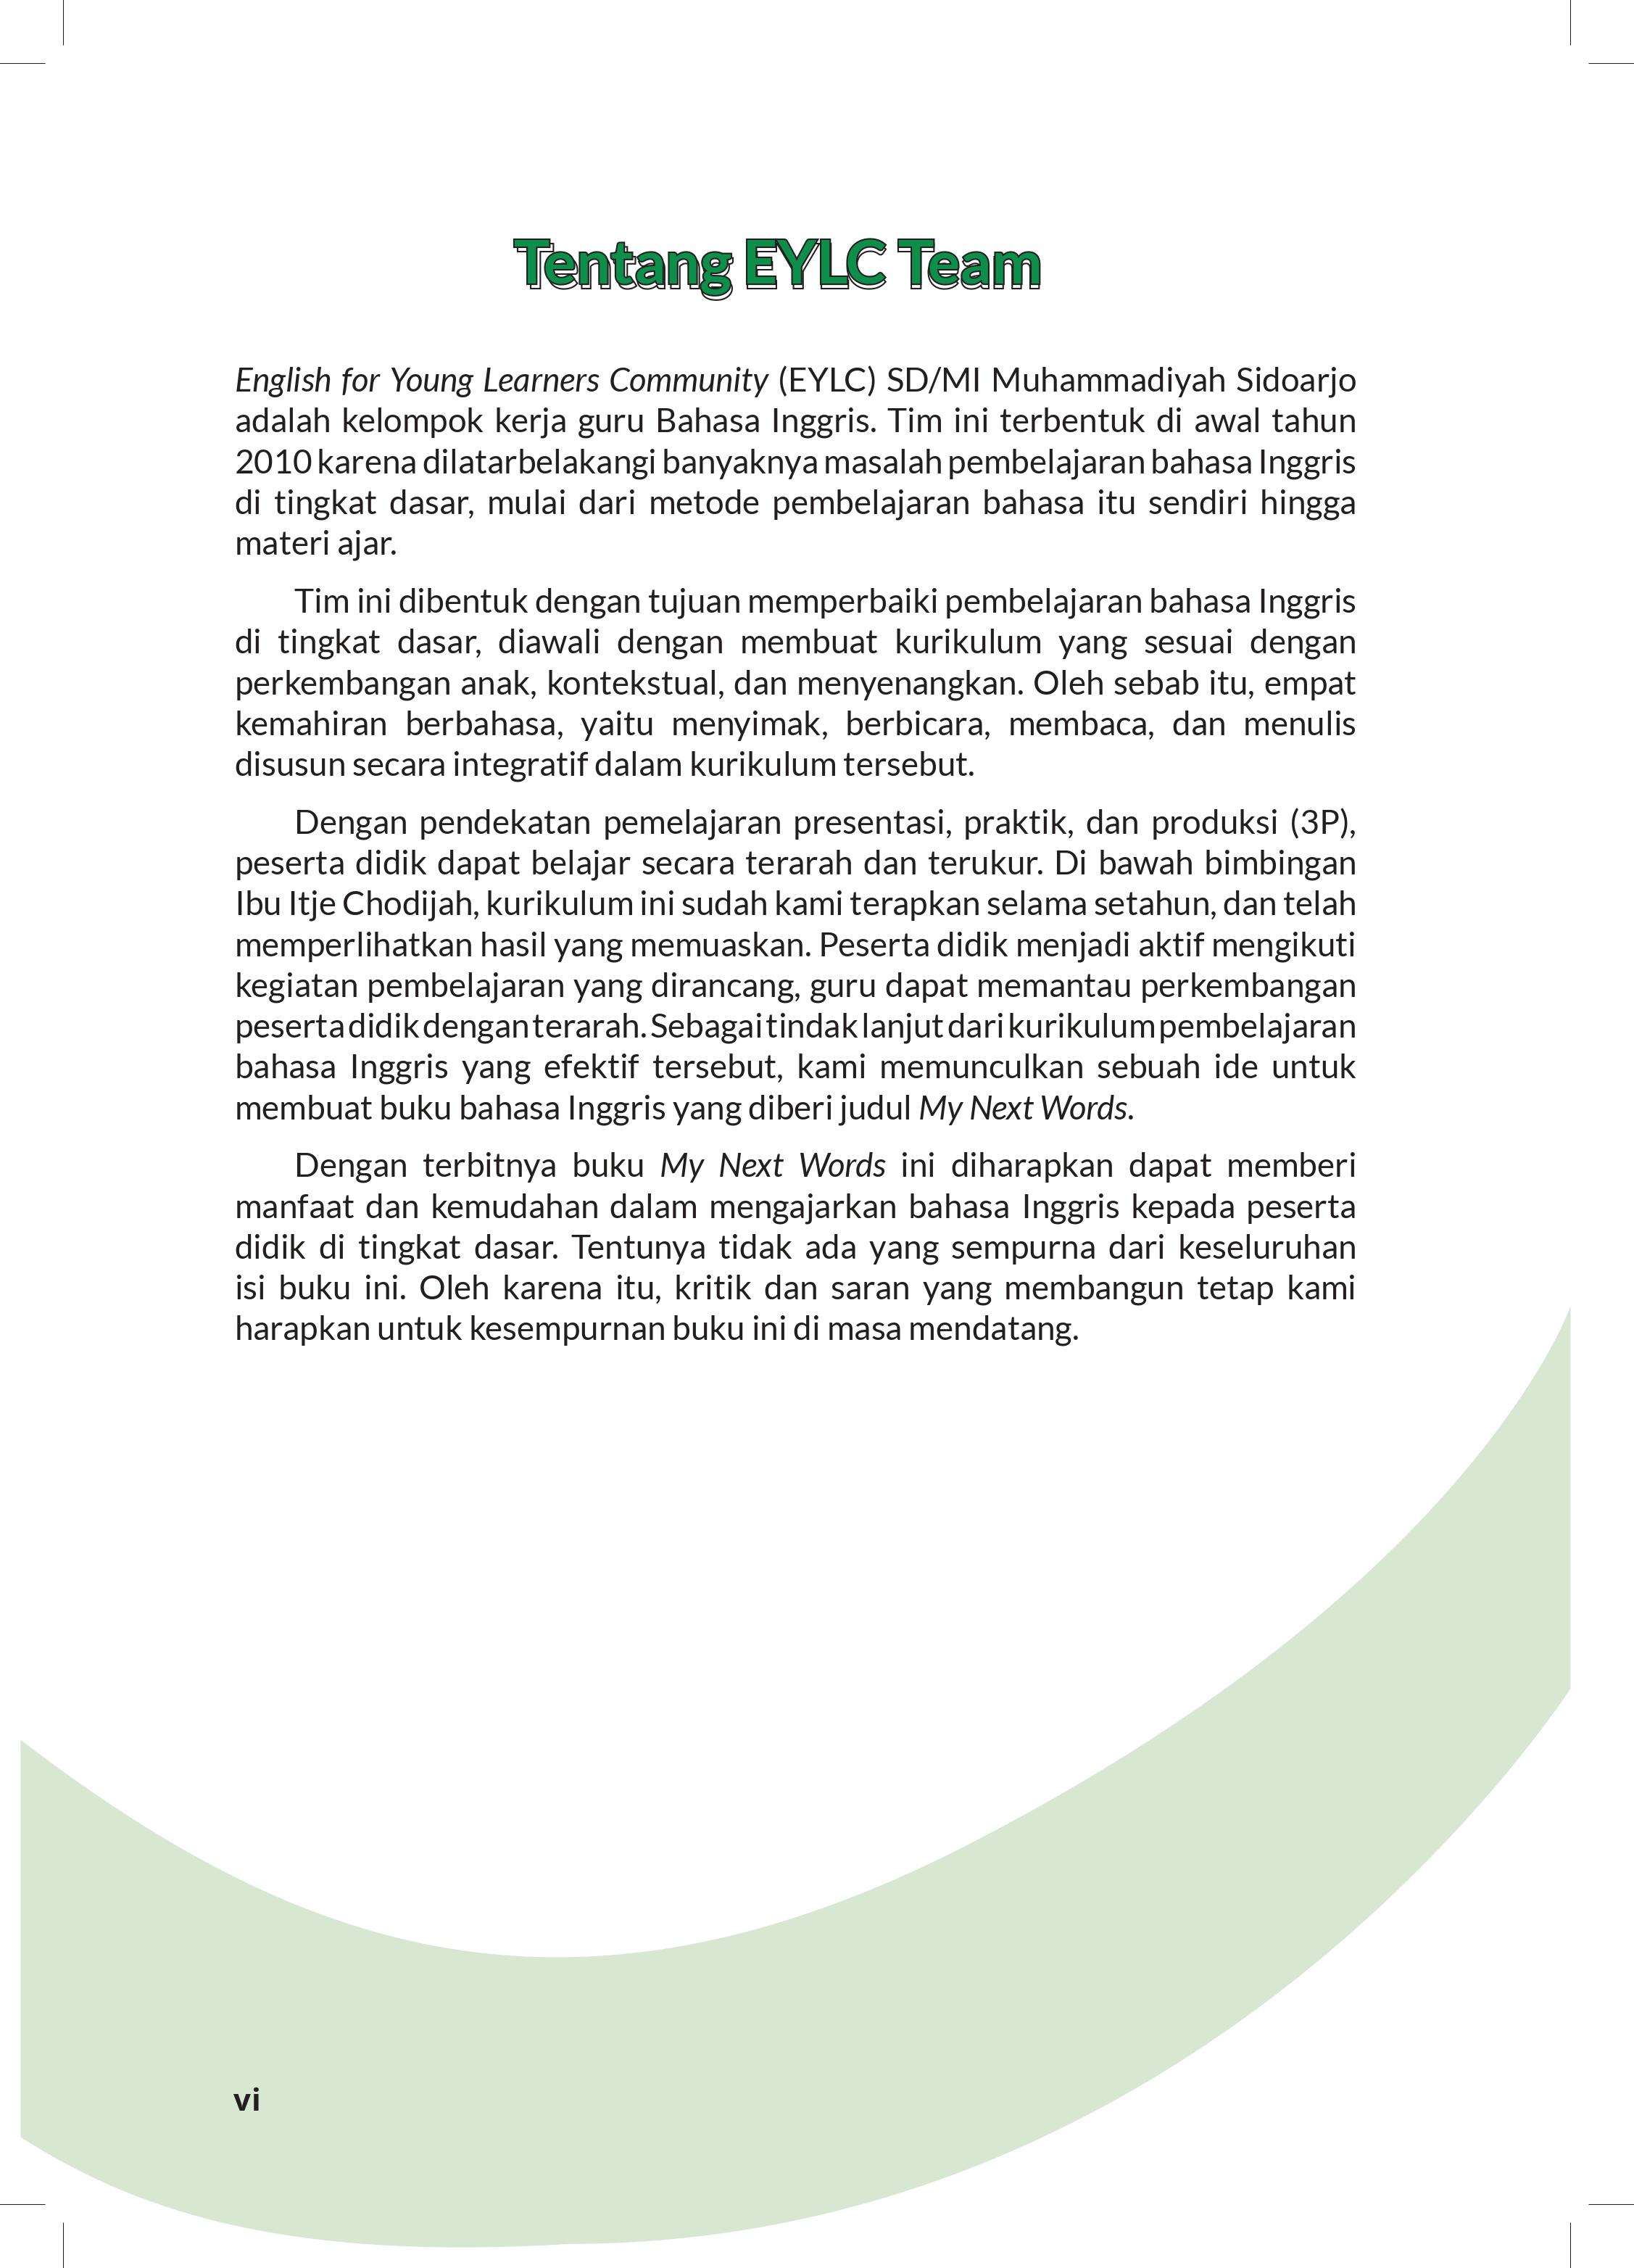 Tentang EYLC Team
English for Young Learners Community (EYLC) SD/MI Muhammadiyah Sidoarjo
adalah kelompok kerja guru Bahasa Inggris. Tim ini terbentuk di awal tahun
2010 karena dilatarbelakangi banyaknya masalah pembelajaran bahasa Inggris
di tingkat dasar, mulai dari metode pembelajaran bahasa itu sendiri hingga
materi ajar.
Tim ini dibentuk dengan tujuan memperbaiki pembelajaran bahasa Inggris
di tingkat dasar, diawali dengan membuat kurikulum yang sesuai dengan
perkembangan anak, kontekstual, dan menyenangkan. Oleh sebab itu, empat
kemahiran berbahasa, yaitu menyimak, berbicara, membaca, dan menulis
disusun secara integratif dalam kurikulum tersebut.
Dengan pendekatan pemelajaran presentasi, praktik, dan produksi (3P),
peserta didik dapat belajar secara terarah dan terukur. Di bawah bimbingan
Ibu Itje Chodijah, kurikulum ini sudah kami terapkan selama setahun, dan telah
memperlihatkan hasil yang memuaskan. Peserta didik menjadi aktif mengikuti
kegiatan pembelajaran yang dirancang, guru dapat memantau perkembangan
peserta didik dengan terarah. Sebagai tindak lanjut dari kurikulum pembelajaran
bahasa Inggris yang efektif tersebut, kami memunculkan sebuah ide untuk
membuat buku bahasa Inggris yang diberi judul My Next Words.
Dengan terbitnya buku My Next Words ini diharapkan dapat memberi
manfaat dan kemudahan dalam mengajarkan bahasa Inggris kepada peserta
didik di tingkat dasar. Tentunya tidak ada yang sempurna dari keseluruhan
isi buku ini. Oleh karena itu, kritik dan saran yang membangun tetap kami
harapkan untuk kesempurnan buku ini di masa mendatang.
vi